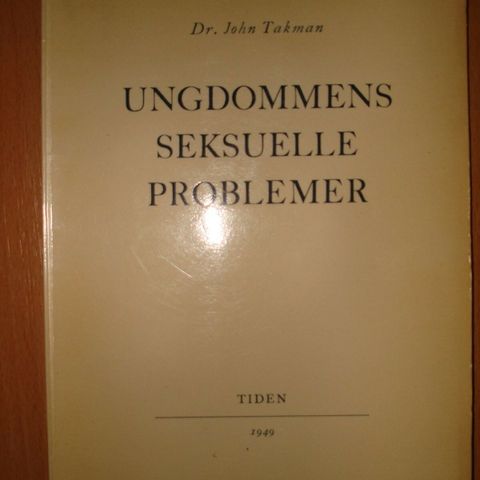 Dr. John Takman
UNGDOMMENS
SEKSUELLE
PROBLEMER
TIDEN
1949